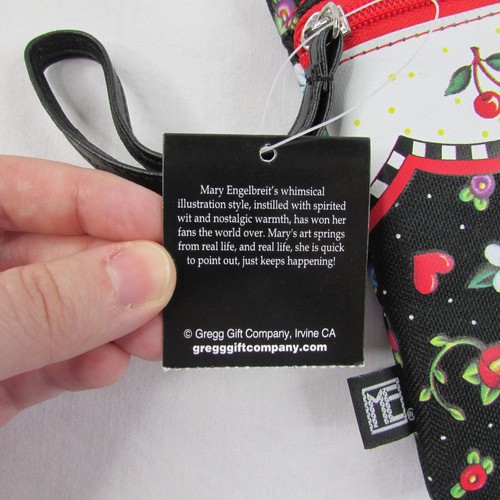 Mary Engelbreit's whimsical
illustration style, instilled with spirited
wit and nostalgic warmth, has won her
fans the world over. Mary's art springs
from real life, and real life, she is quick
to point out, just keeps happening!
© Gregg Gift Company, Irvine CA
gregggiftcompany.com